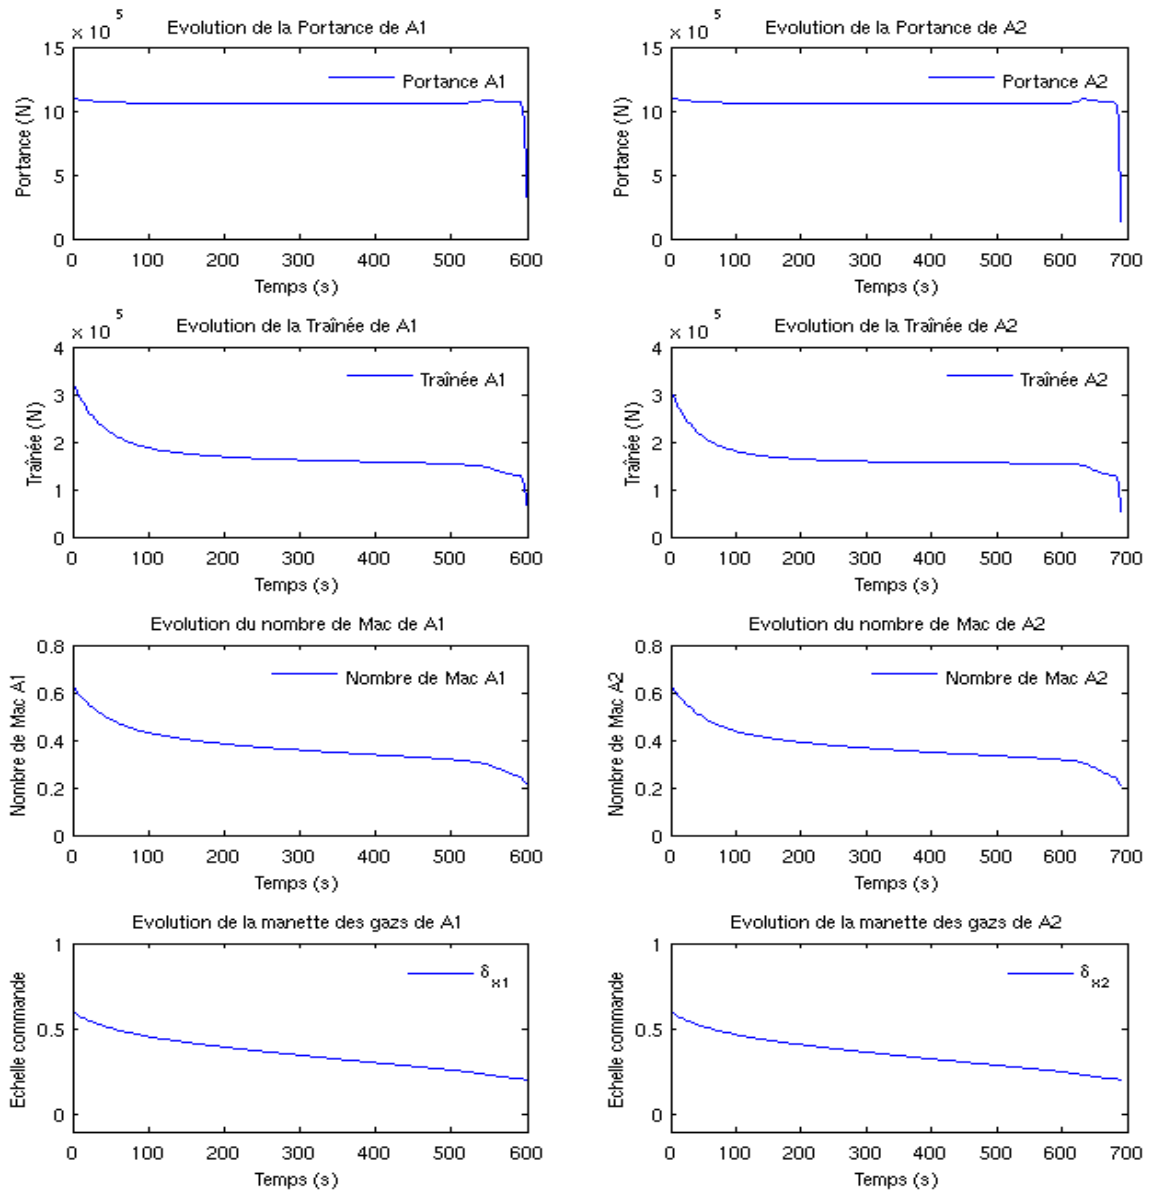 Evolution de la Portance de A1
× 10 5
15
10
5
0
Portance (N)
Portance A1
0 100 200 300 400 500 600
Temps (s)
Evolution de la Portance de A2
× 10 5
15
10
5
0
Portance (N)
Portance A2
0 100 200 300 400 500 600 700
Temps (s)
Evolution de la Traînée de A1
× 10 5
4
3
2
1
0
Traînée (N)
Traînée A1
0 100 200 300 400 500 600
Temps (s)
Evolution de la Traînée de A2
× 10 5
4
3
2
1
0
Traînée (N)
Traînée A2
0 100 200 300 400 500 600 700
Temps (s)
Evolution du nombre de Mac de A1
0.8
0.6
0.4
0.2
0
Nombre de Mac A1
Nombre de Mac A1
0 100 200 300 400 500 600
Temps (s)
Evolution du nombre de Mac de A2
0.8
0.6
0.4
0.2
0
Nombre de Mac A2
Nombre de Mac A2
0 100 200 300 400 500 600 700
Temps (s)
Evolution de la manette des gazs de A1
1
0.5
0
Echelle commande
δ x1
0 100 200 300 400 500 600
Temps (s)
Evolution de la manette des gazs de A2
1
0.5
0
Echelle commande
δ x2
0 100 200 300 400 500 600 700
Temps (s)